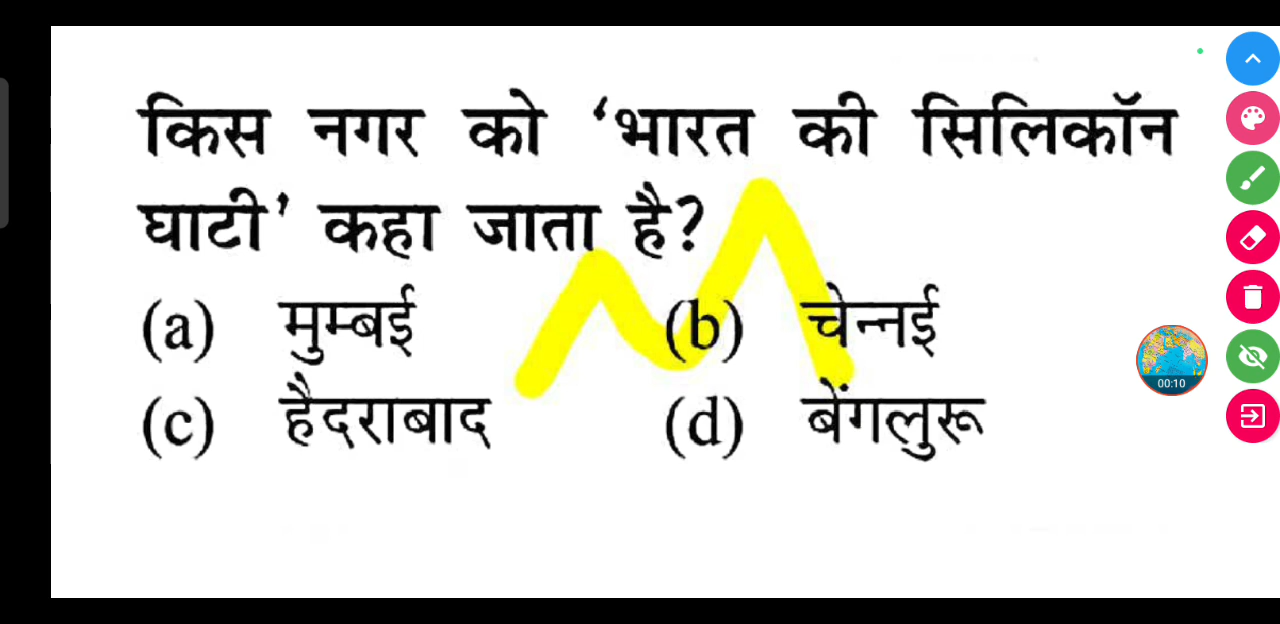 किस नगर को ‘भारत की सिलिकॉन
घाटी’ कहा जाता है?
(a) मुम्बई (b) चेन्नई
(c) हैदराबाद (d) बेंगलुरू
00:10